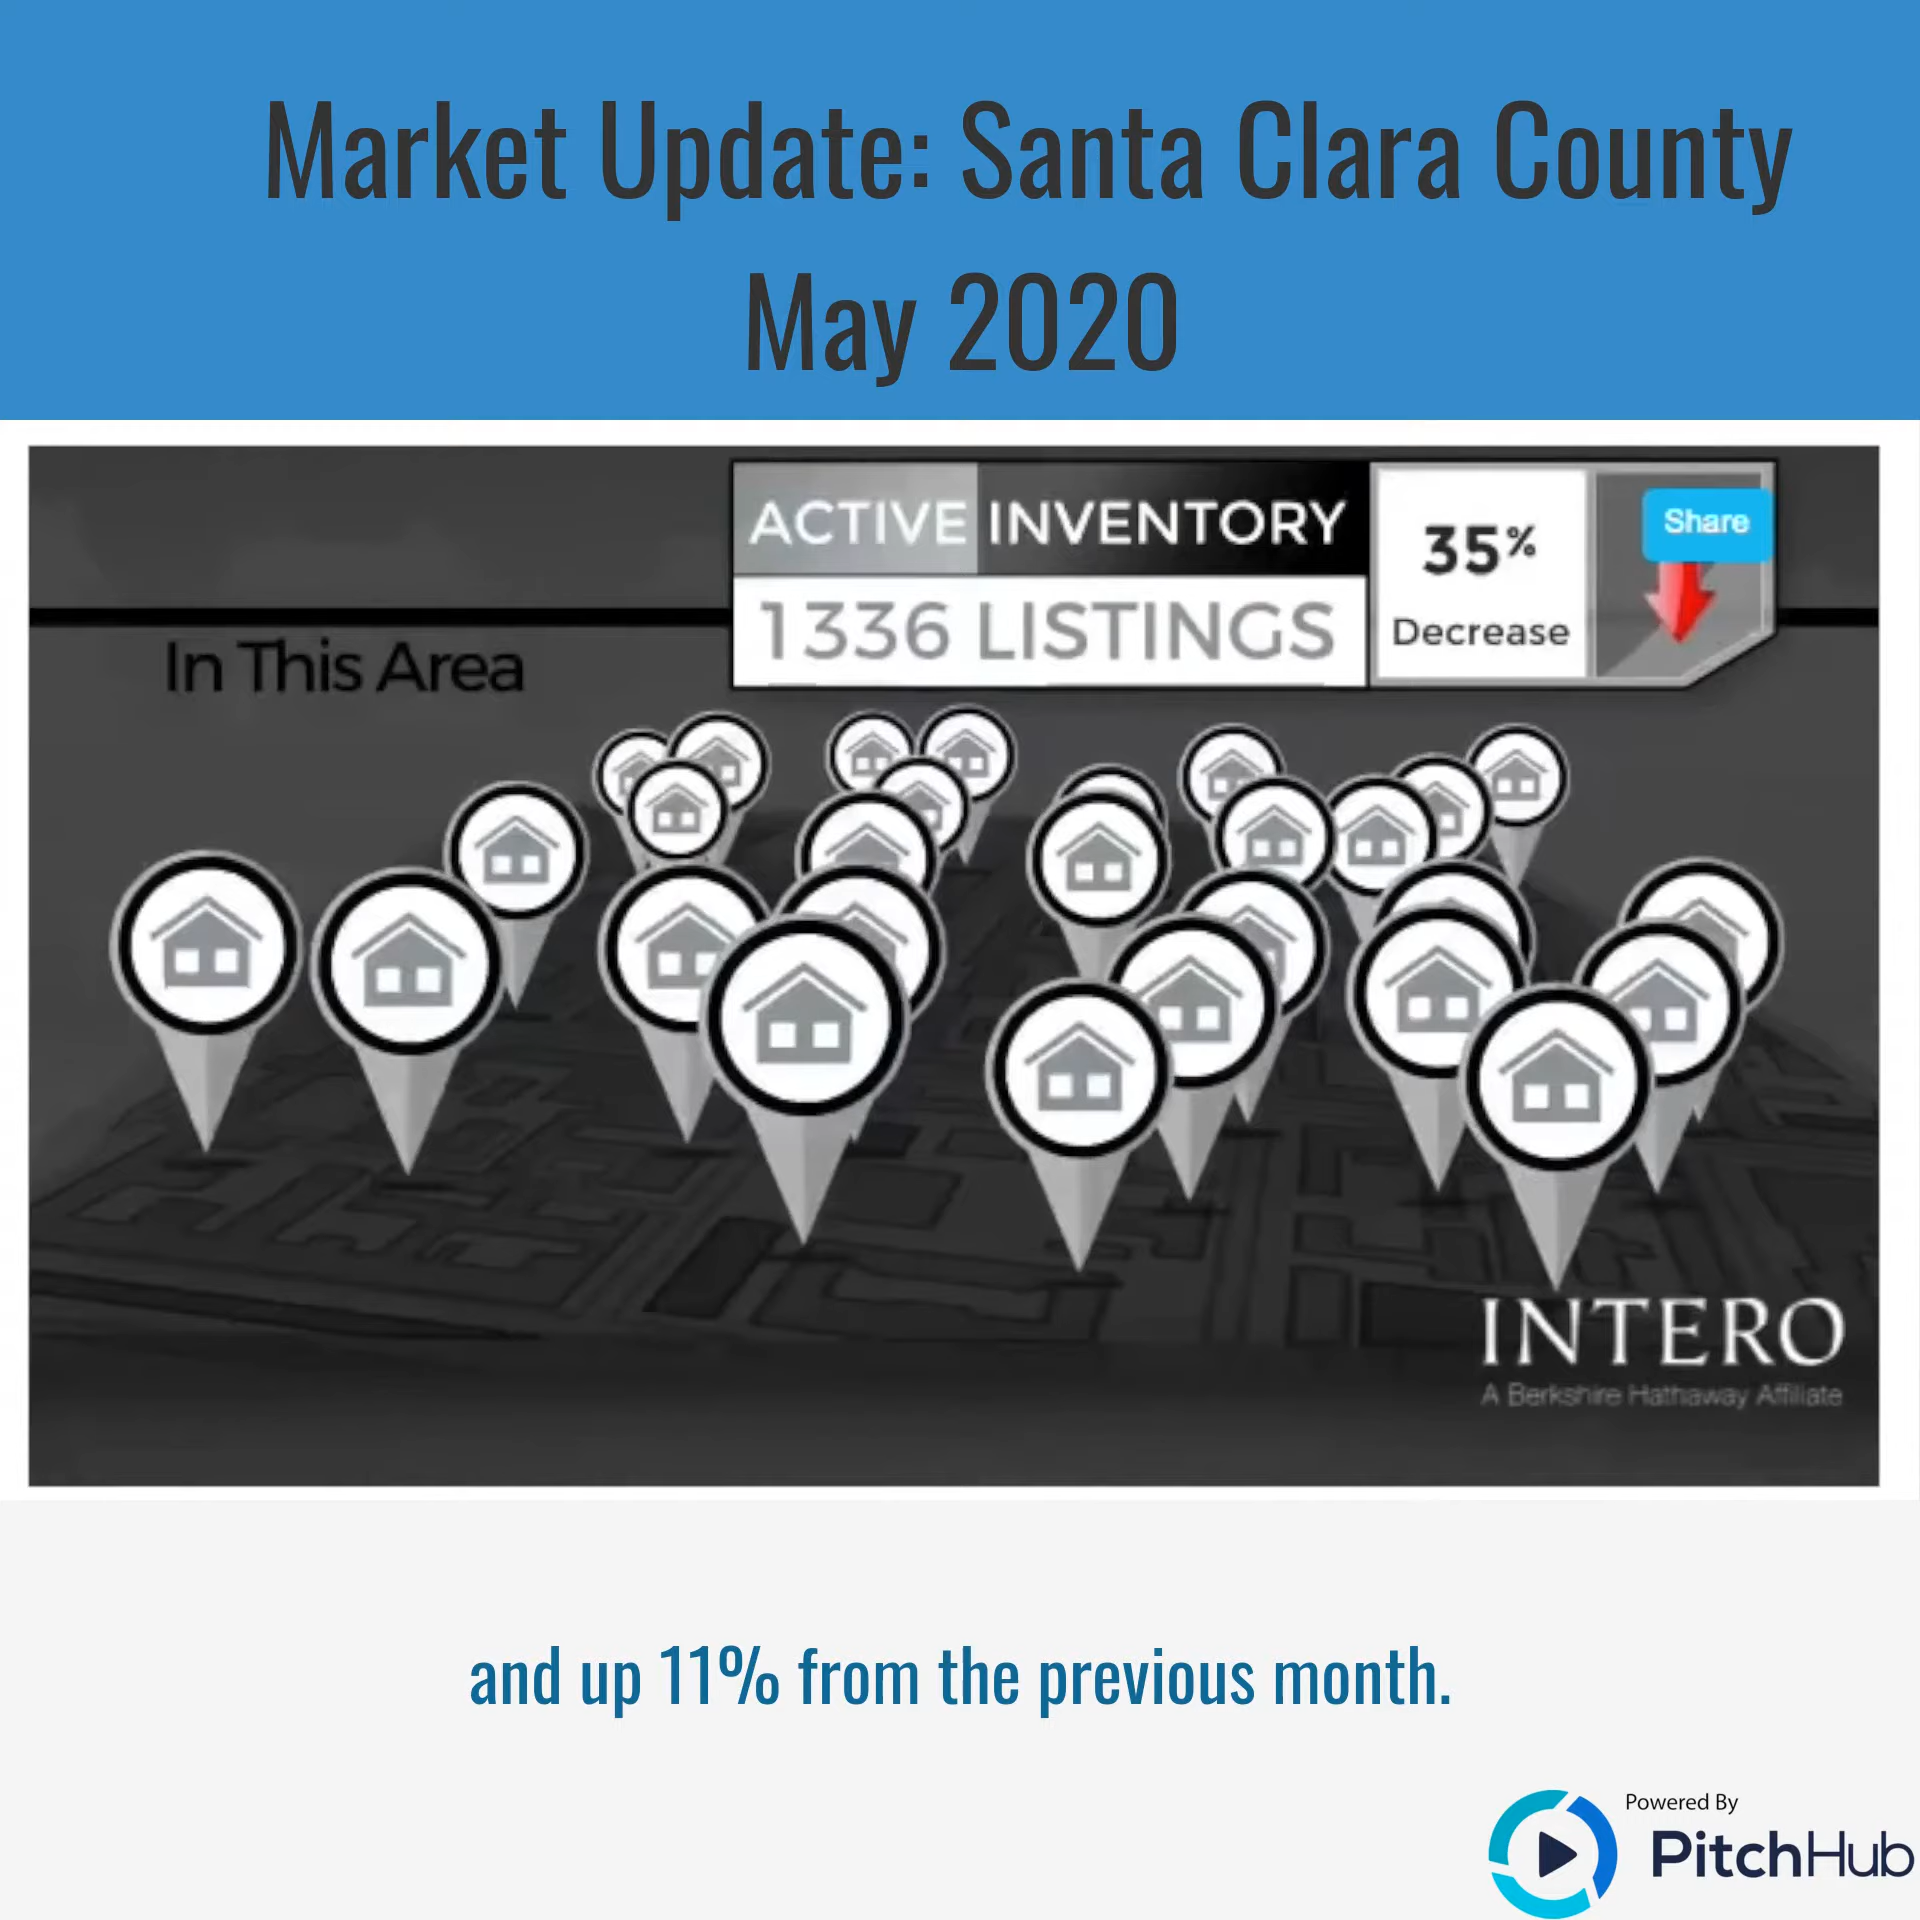 Market Update: Santa Clara County
May 2020
ACTIVE INVENTORY
1336 LISTINGS
35%
Decrease
Share
In This Area
INTERO
A Berkshire Hathaway Affiliate
and up 11% from the previous month.
Powered By
PitchHub